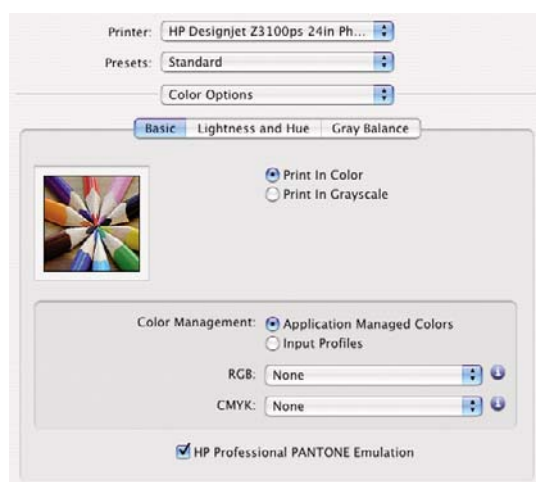 Printer: HP Designjet Z3100ps 24in Ph...
Presets: Standard
Color Options
Basic Lightness and Hue Gray Balance
Print In Color
Print In Grayscale
Color Management: Application Managed Colors
Input Profiles
RGB: None
CMYK: None
HP Professional PANTONE Emulation